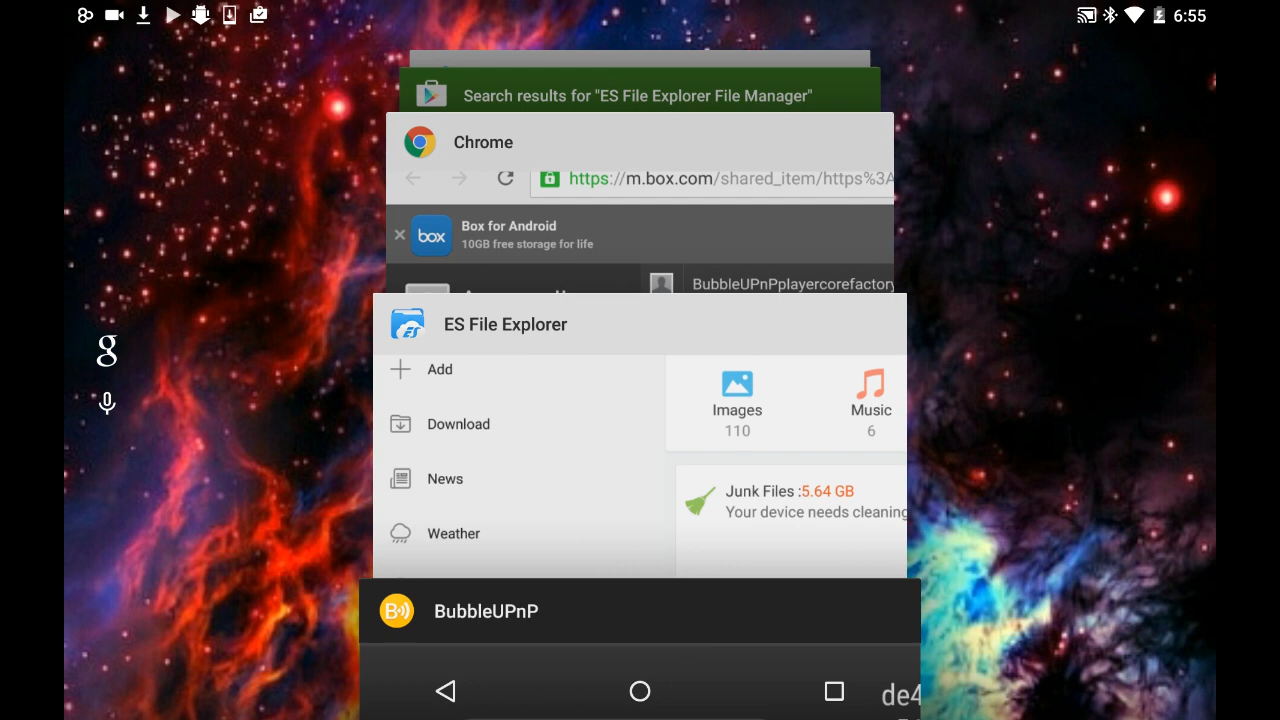 6:55
Search results for "ES File Explorer File Manager"
Chrome
https://m.box.com/shared_item/https%3A
Box for Android
box
10GB free storage for life
BubbleUPnPplayercorefactory
ES File Explorer
ES
Add
Images
Music
110
6
Download
News
Junk Files :5.64 GB
Your device needs cleaning
Weather
B
BubbleUPnP
de4
g